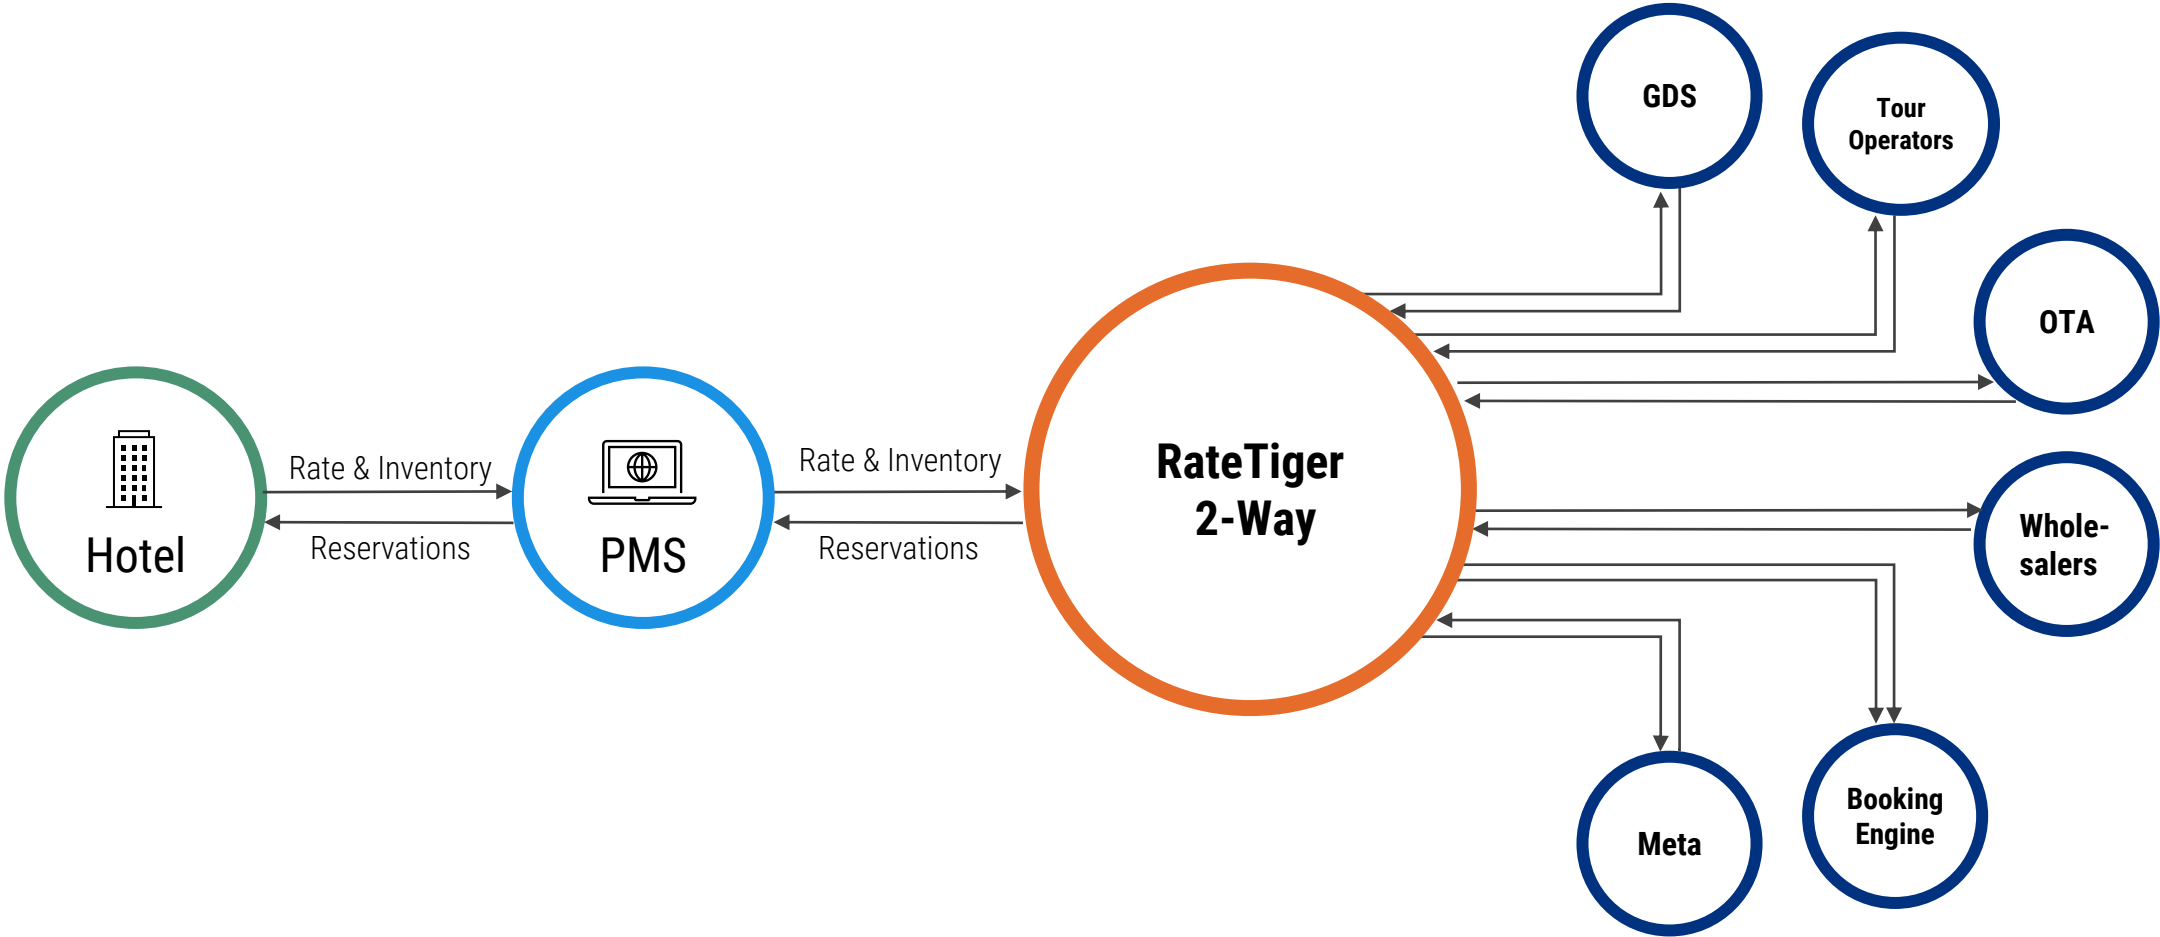 Hotel
Rate & Inventory
Reservations
PMS
Rate & Inventory
Reservations
RateTiger
2-Way
GDS
Tour
Operators
OTA
Whole-
salers
Booking
Engine
Meta